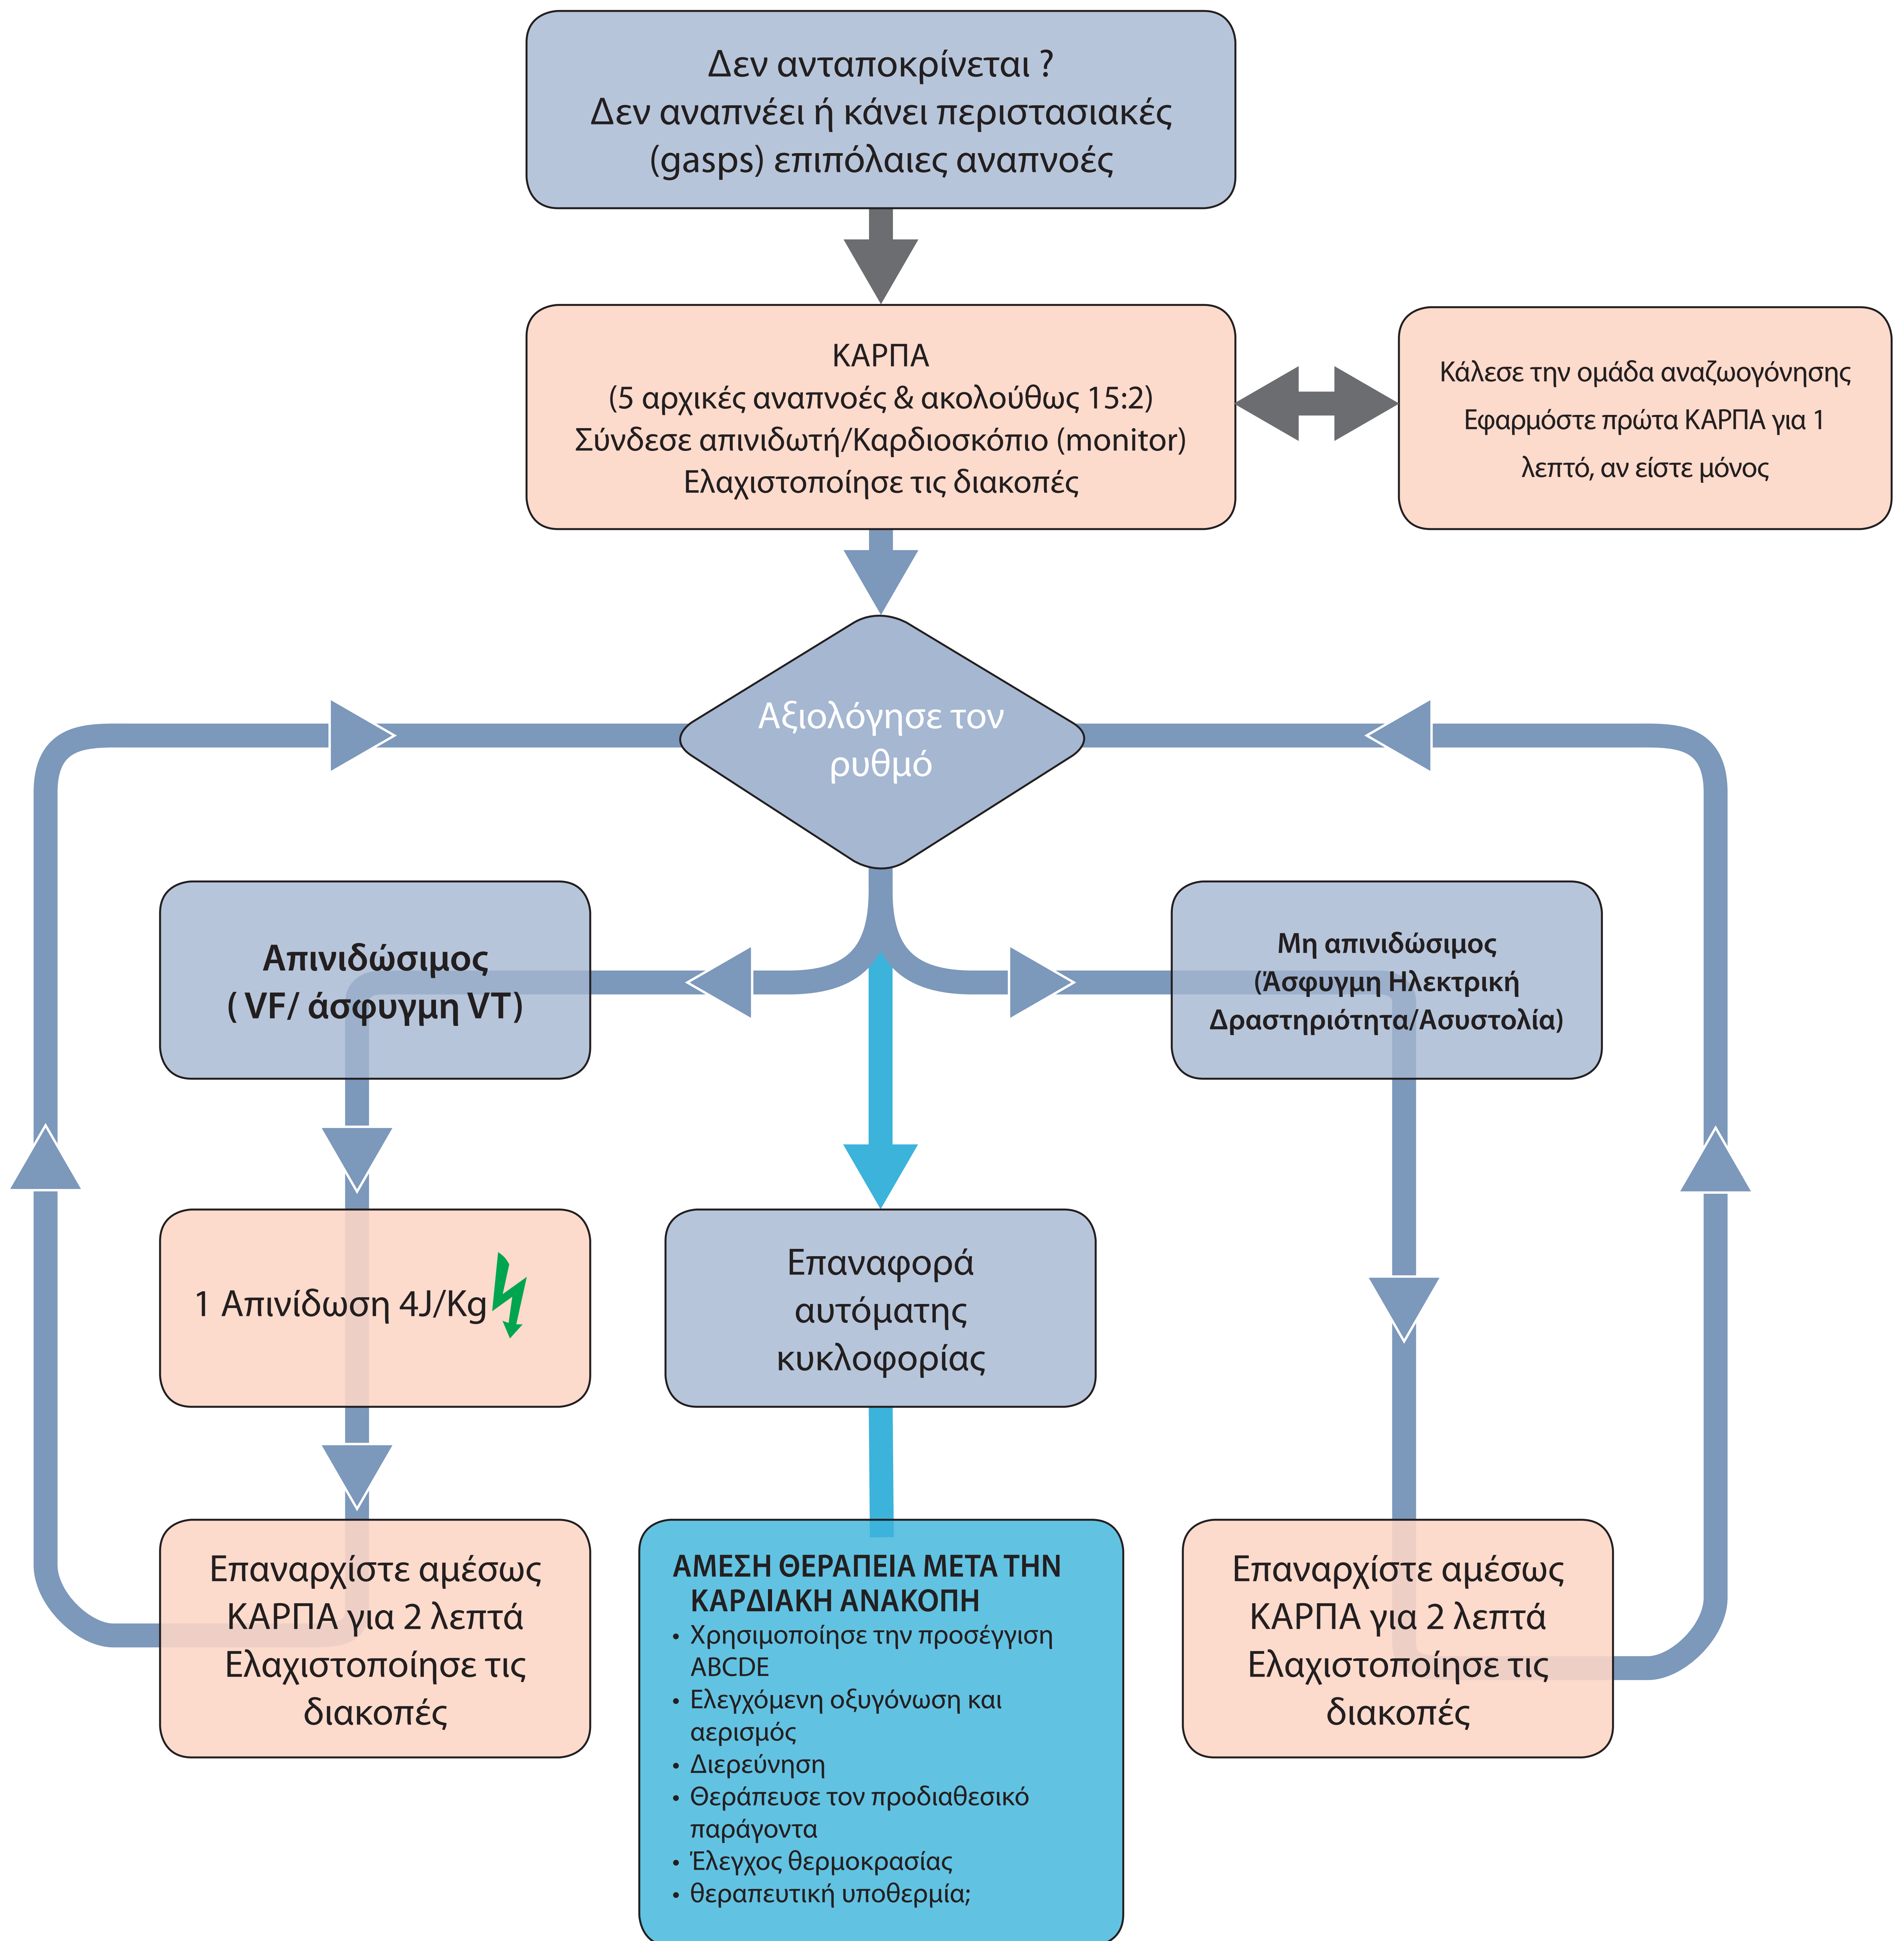 Δεν ανταποκρίνεται ?
Δεν αναπνέει ή κάνει περιστασιακές
(gasps) επιπόλαιες αναπνοές
ΚΑΡΠΑ
(5 αρχικές αναπνοές & ακολούθως 15:2)
Σύνδεσε απινιδωτή/Καρδιοσκόπιο (monitor)
Ελαχιστοποίησε τις διακοπές
Κάλεσε την ομάδα αναζωογόνησης
Εφαρμόστε πρώτα ΚΑΡΠΑ για 1
λεπτό, αν είστε μόνος
Αξιολόγησε τον
ρυθμό
Απινιδώσιμος
( VF/ άσφυγμη VT)
Μη απινιδώσιμος
(Άσφυγμη Ηλεκτρική
Δραστηριότητα/Ασυστολία)
1 Απινίδωση 4J/Kg
Επαναφορά
αυτόματης
κυκλοφορίας
Επαναρχίστε αμέσως
ΚΑΡΠΑ για 2 λεπτά
Ελαχιστοποίησε τις
διακοπές
ΑΜΕΣΗ ΘΕΡΑΠΕΙΑ ΜΕΤΑ ΤΗΝ
ΚΑΡΔΙΑΚΗ ΑΝΑΚΟΠΗ
• Χρησιμοποίησε την προσέγγιση
ABCDE
• Ελεγχόμενη οξυγόνωση και
αερισμός
• Διερεύνηση
• Θεράπευσε τον προδιαθεσικό
παράγοντα
• Έλεγχος θερμοκρασίας
• θεραπευτική υποθερμία;
Επαναρχίστε αμέσως
ΚΑΡΠΑ για 2 λεπτά
Ελαχιστοποίησε τις
διακοπές